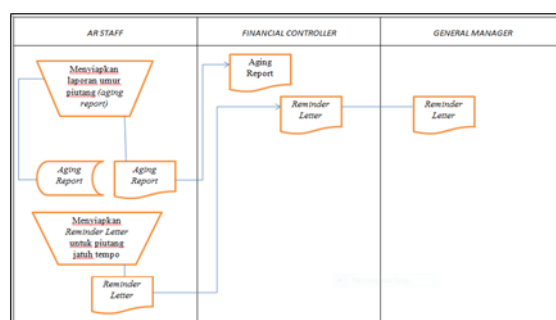 AR STAFF
FINANCIAL CONTROLLER
GENERAL MANAGER
Menyiapkan
laporan umur
piutang (aging
report)
Aging
Report
Reminder
Letter
Reminder
Letter
Aging
Report
Aging
Report
Menyiapkan
Reminder Letter
untuk piutang
jatuh tempo
Reminder
Letter